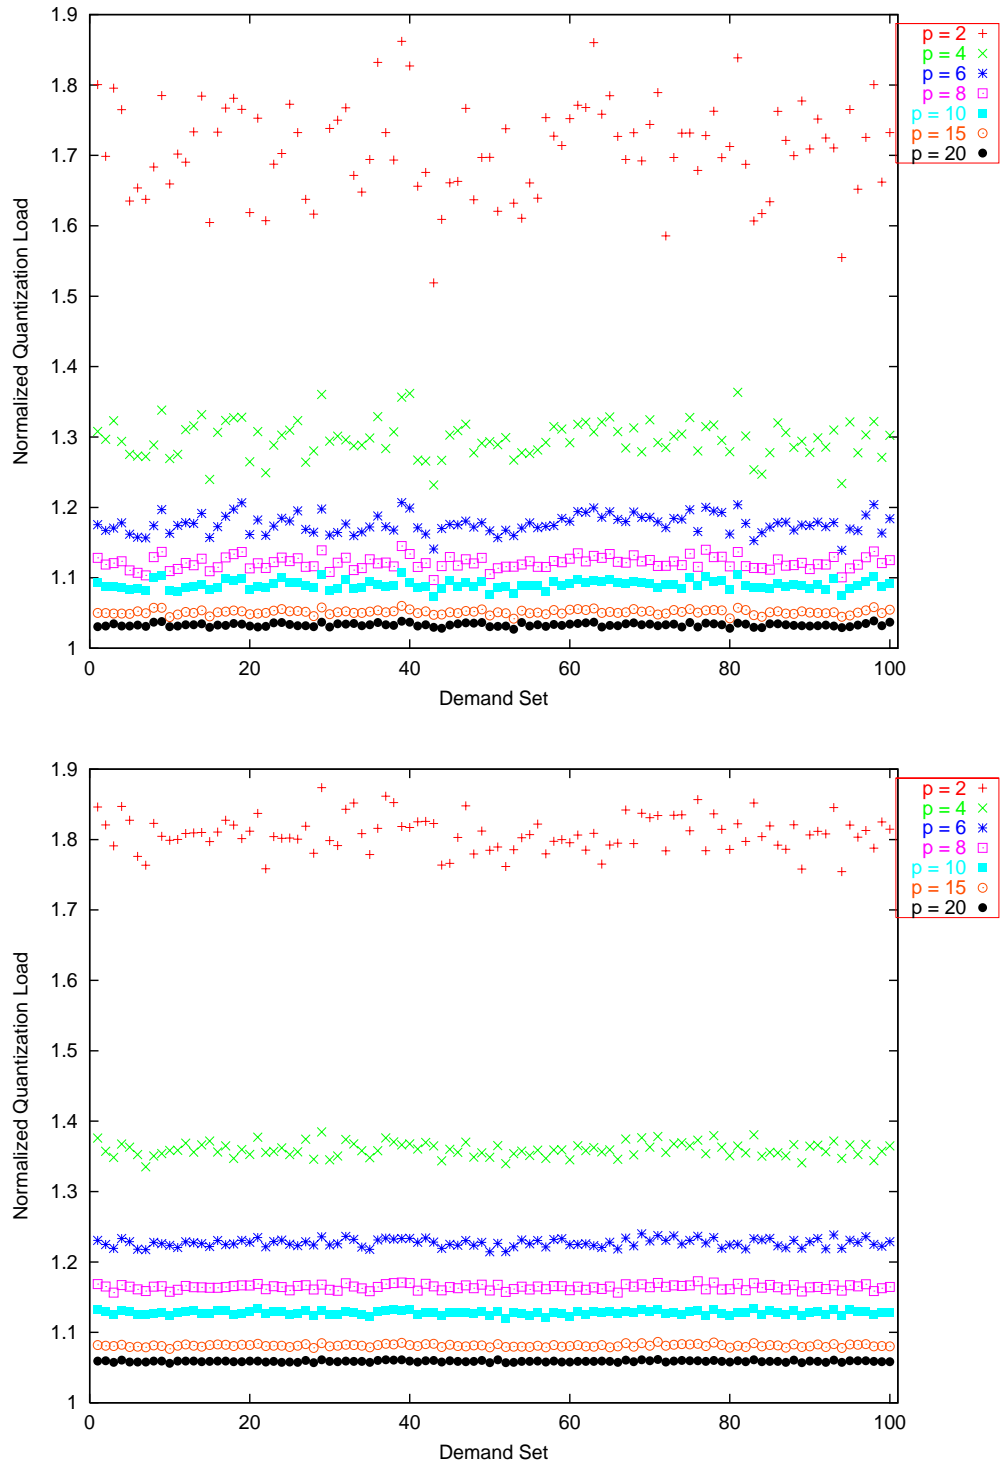 1.9
1.8
1.7
1.6
1.5
1.4
1.3
1.2
1.1
1
Normalized Quantization Load
0 20 40 60 80 100
Demand Set
p = 2
p = 4
p = 6
p = 8
p = 10
p = 15
p = 20
1.9
1.8
1.7
1.6
1.5
1.4
1.3
1.2
1.1
1
Normalized Quantization Load
0 20 40 60 80 100
Demand Set
p = 2
p = 4
p = 6
p = 8
p = 10
p = 15
p = 20